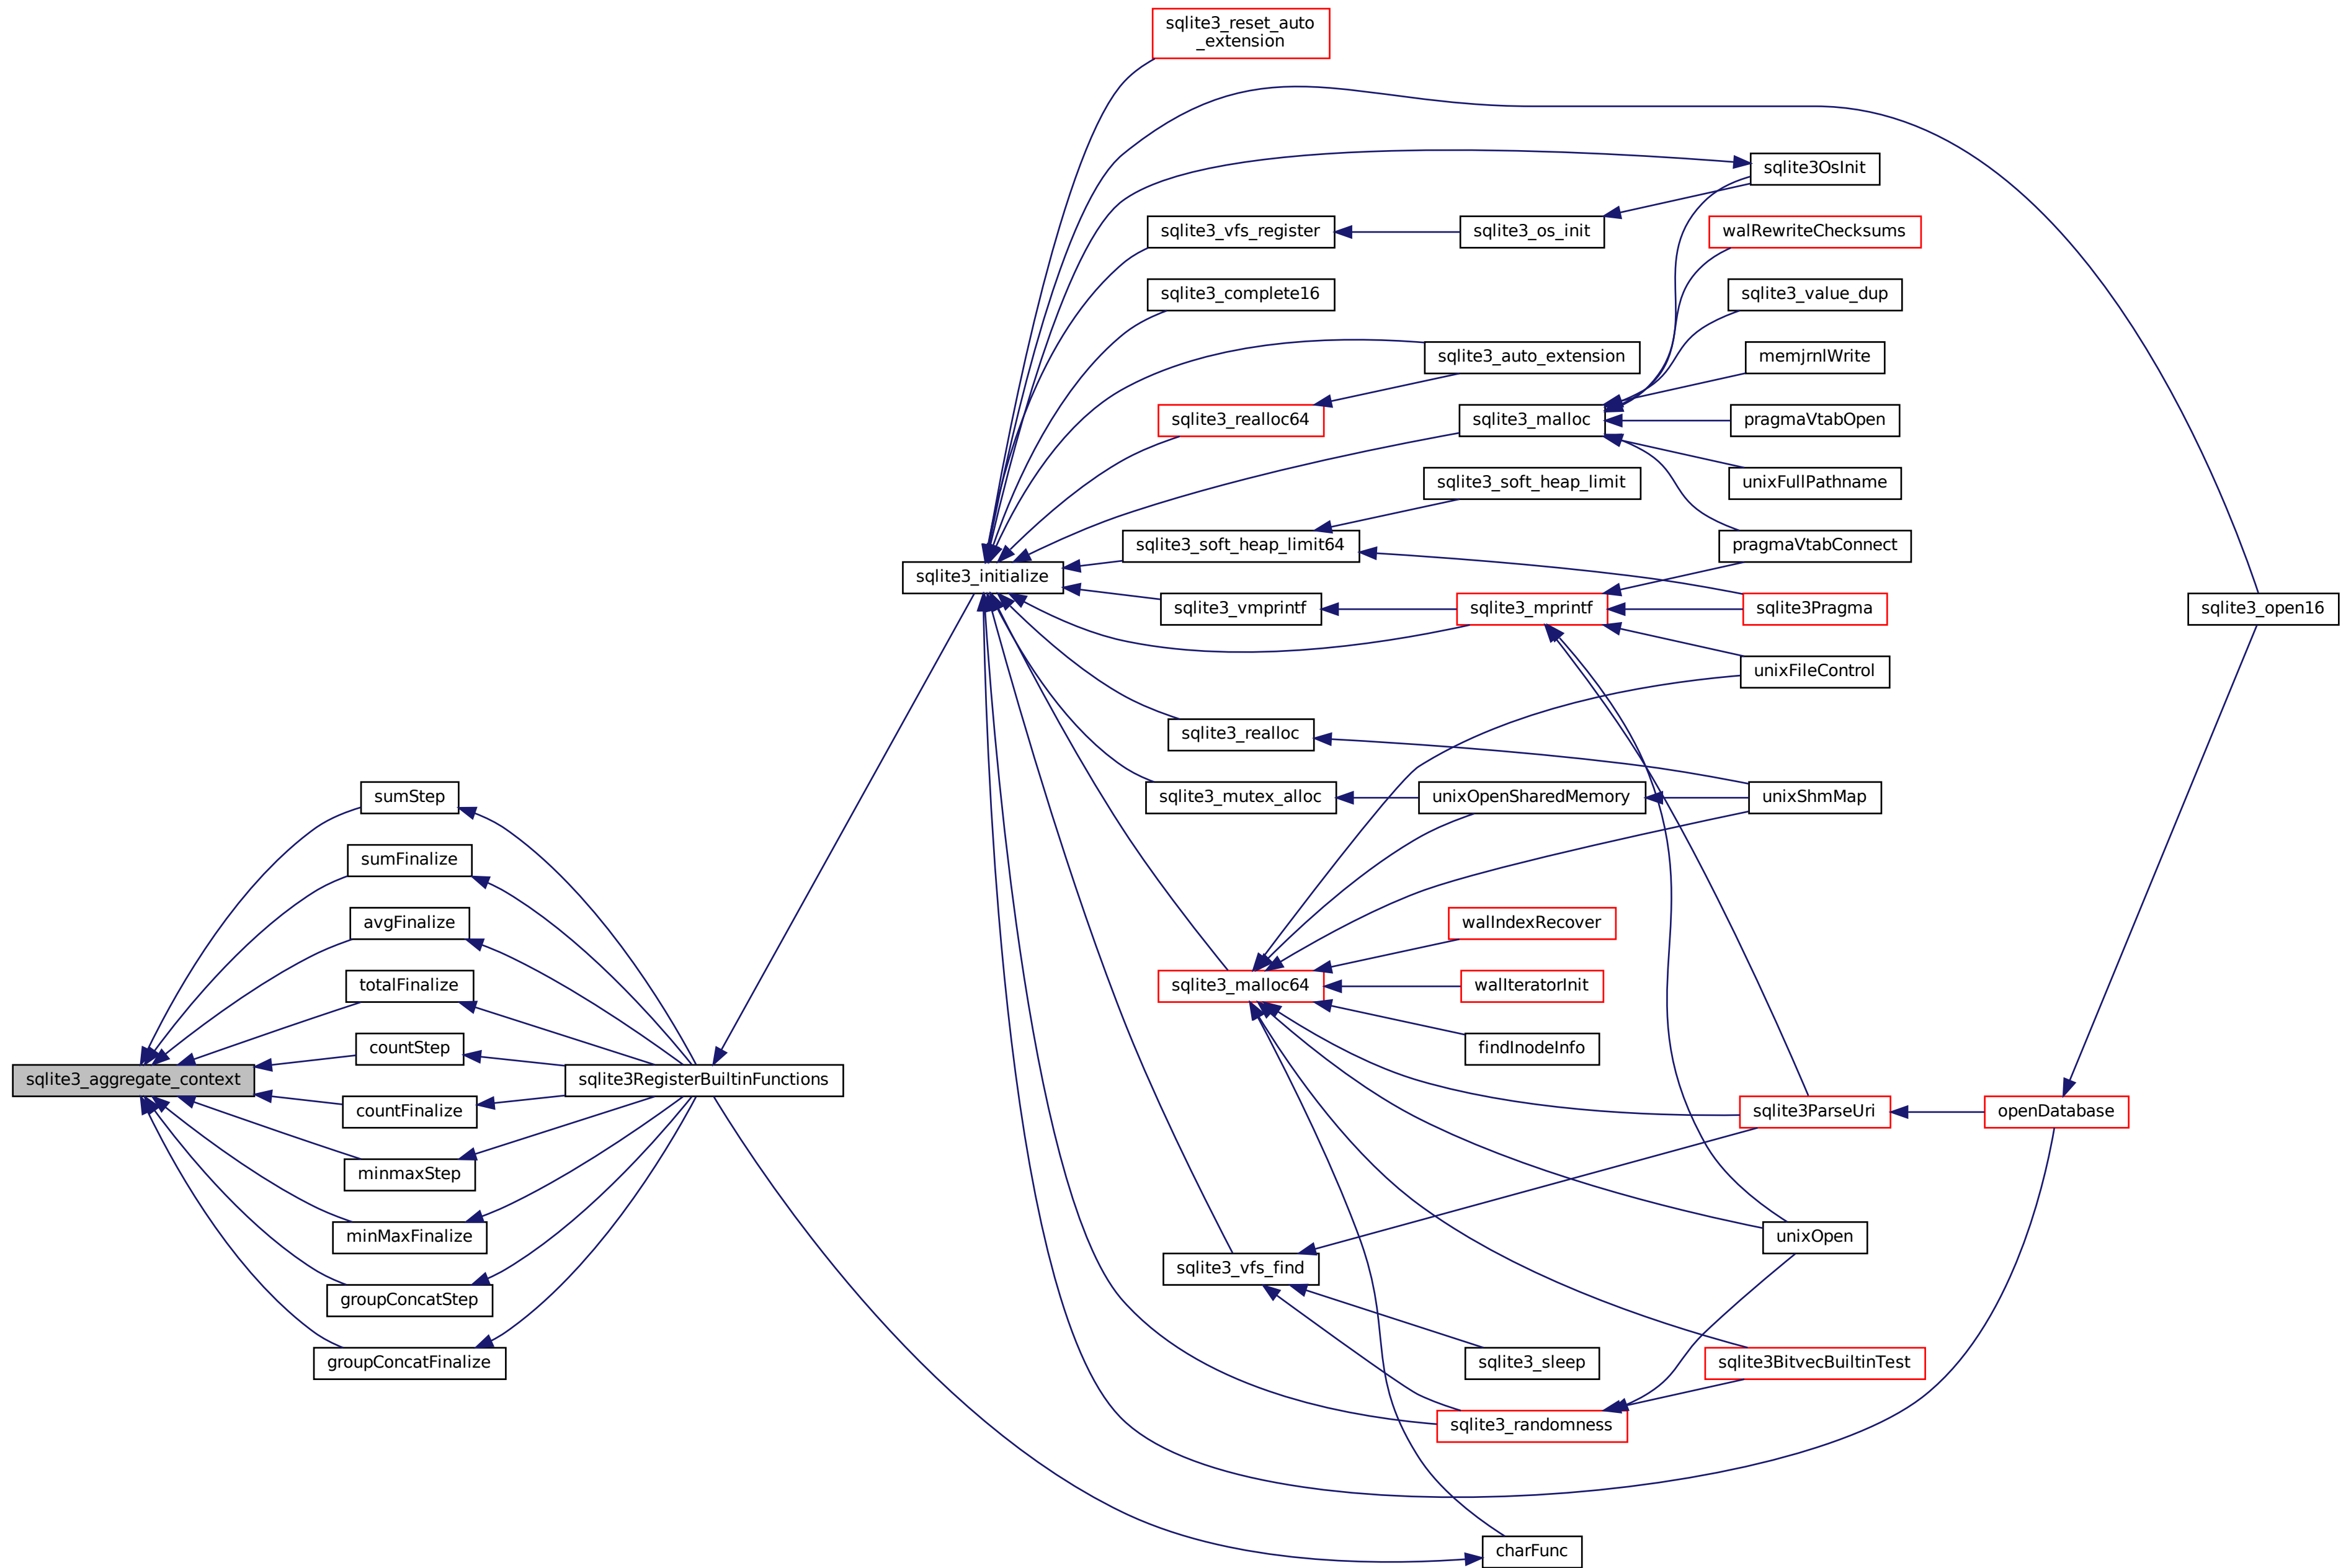 sqlite3_reset_auto
_extension
sqlite3OsInit
sqlite3_vfs_register
sqlite3_os_init
walRewriteChecksums
sqlite3_complete16
sqlite3_value_dup
sqlite3_auto_extension
memjrnlWrite
sqlite3_realloc64
sqlite3_malloc
pragmaVtabOpen
sqlite3_soft_heap_limit
unixFullPathname
sqlite3_soft_heap_limit64
pragmaVtabConnect
sqlite3_initialize
sqlite3_vmprintf
sqlite3_mprintf
sqlite3Pragma
sqlite3_open16
unixFileControl
sqlite3_realloc
sumStep
sqlite3_mutex_alloc
unixOpenSharedMemory
unixShmMap
sumFinalize
avgFinalize
walIndexRecover
totalFinalize
sqlite3_malloc64
walIteratorInit
countStep
findInodeInfo
sqlite3_aggregate_context
sqlite3RegisterBuiltinFunctions
countFinalize
sqlite3ParseUri
openDatabase
minmaxStep
minMaxFinalize
unixOpen
sqlite3_vfs_find
groupConcatStep
groupConcatFinalize
sqlite3_sleep
sqlite3BitvecBuiltinTest
sqlite3_randomness
charFunc